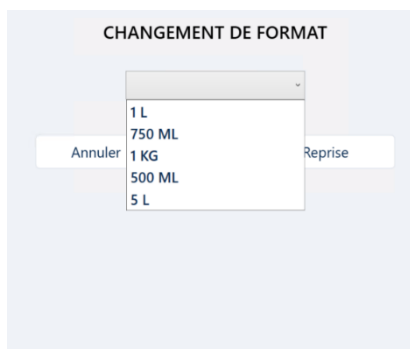 CHANGEMENT DE FORMAT
1 L
750 ML
Annuler
1 KG
Reprise
500 ML
5 L